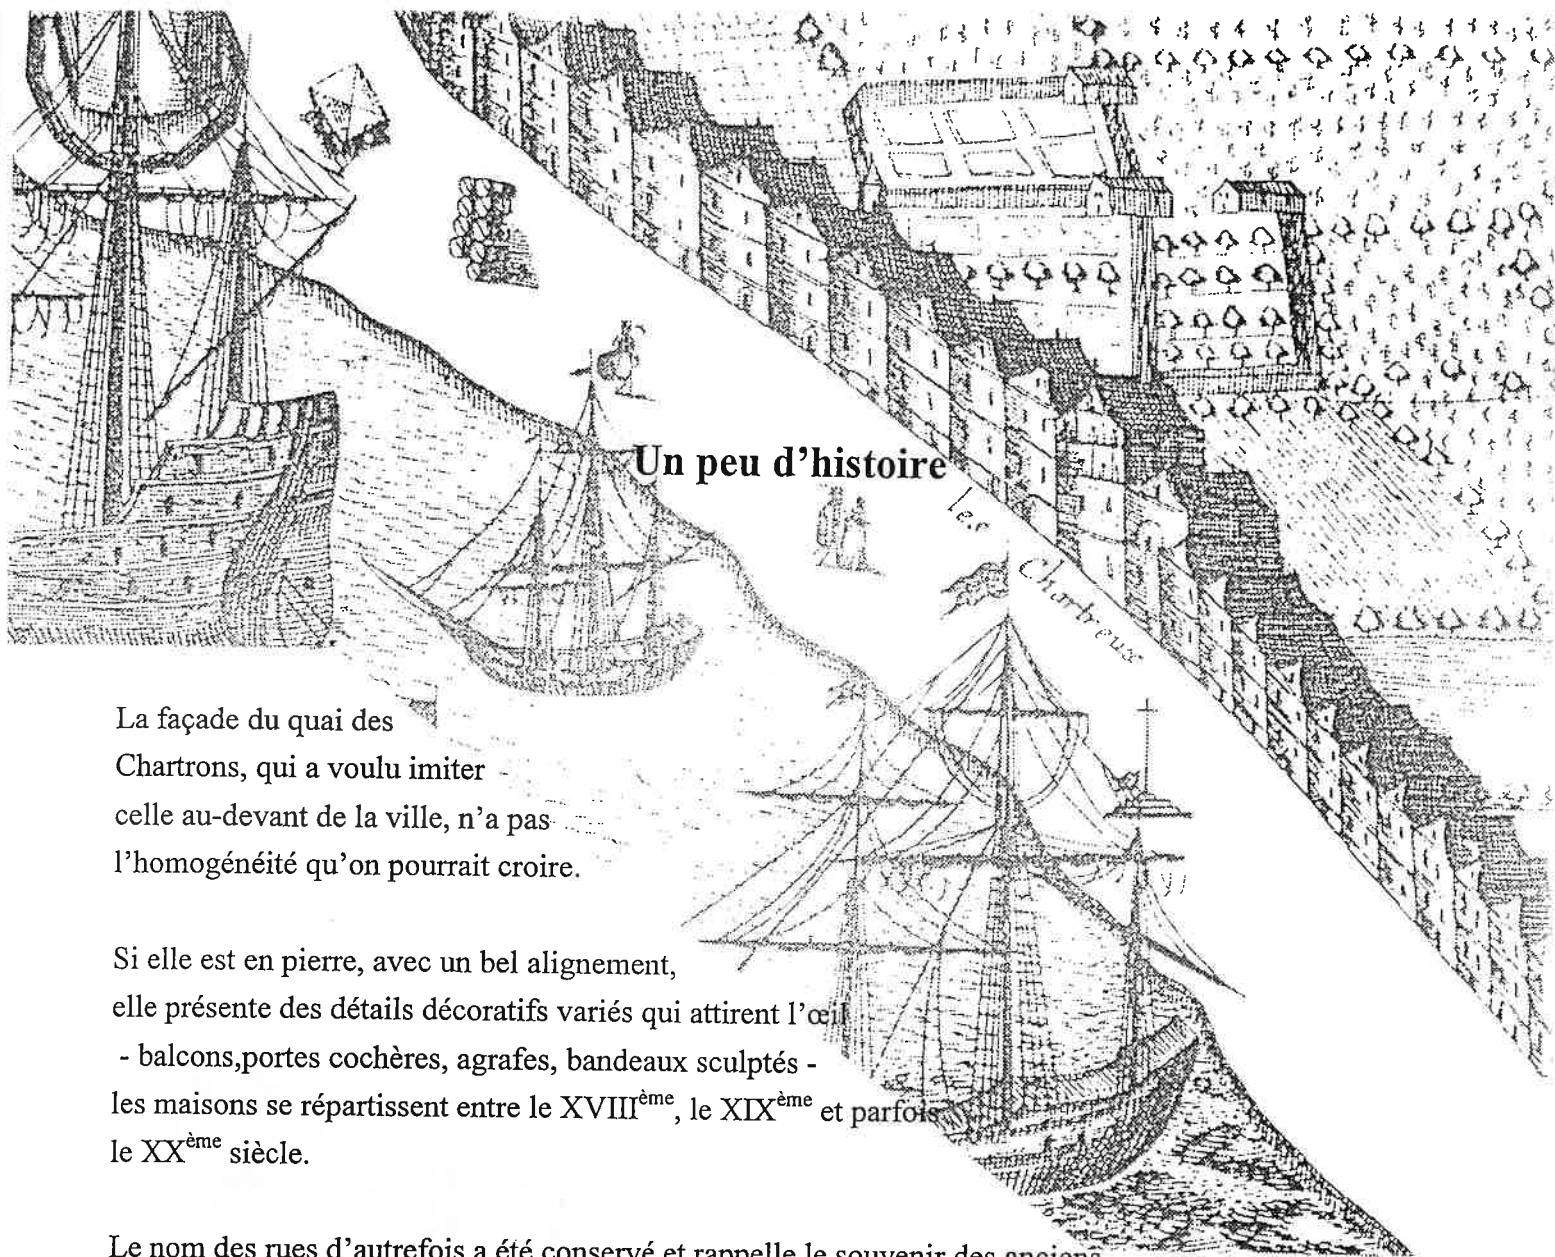 Un peu d'histoire
les Chartreux
La façade du quai des
Chartrons, qui a voulu imiter
celle au-devant de la ville, n'a pas
l'homogénéité qu'on pourrait croire.
Si elle est en pierre, avec un bel alignement,
elle présente des détails décoratifs variés qui attirent l'œil
- balcons,portes cochères, agrafes, bandeaux sculptés -
les maisons se répartissent entre le XVIIIème, le XIXème et parfois
le XXème siècle.
Le nom des rues d'autrefois a été conservé et rappelle le souvenir des anciens